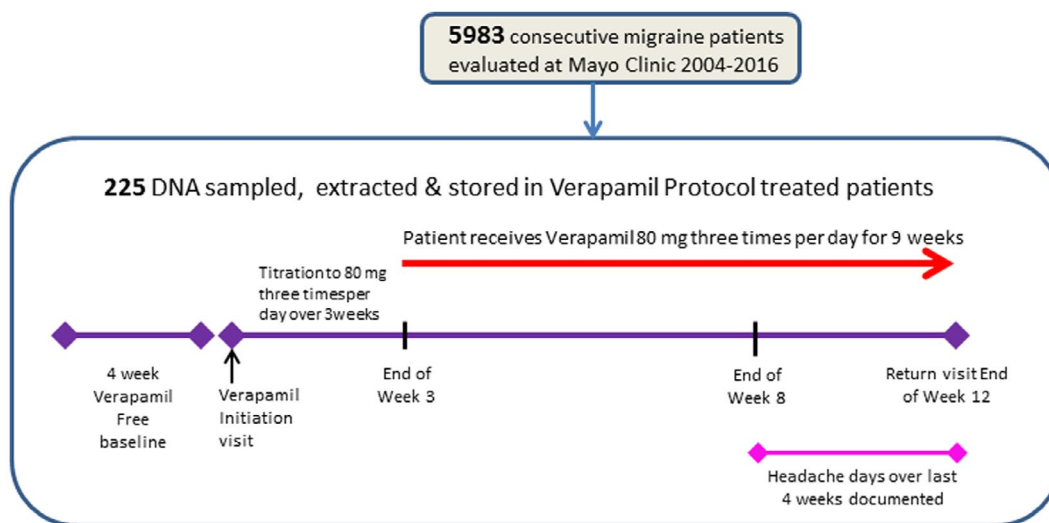 5983 consecutive migraine patients
evaluated at Mayo Clinic 2004-2016
225 DNA sampled, extracted & stored in Verapamil Protocol treated patients
Patient receives Verapamil 80 mg three times per day for 9 weeks
Titration to 80 mg
three timesper
day over 3weeks
4 week
Verapamil
Free
baseline
Verapamil
Initiation
visit
End of
Week 3
End of
Week 8
Return visit End
of Week 12
Headache days over last
4 weeks documented